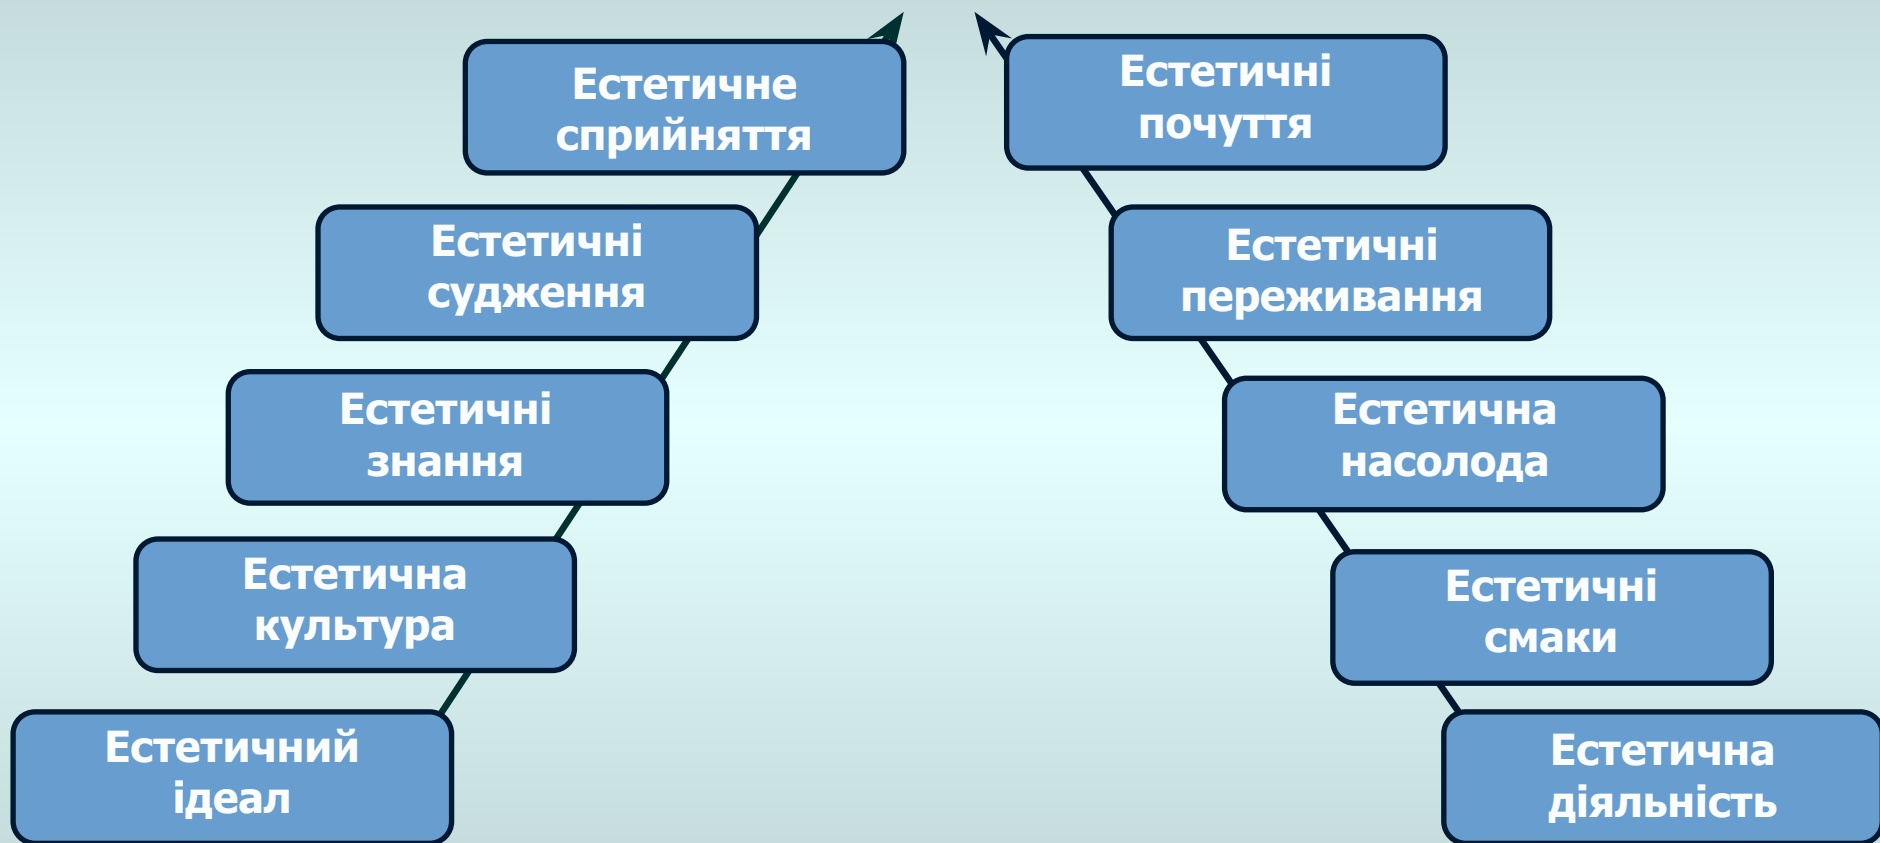 Естетичне
сприйняття
Естетичні
судження
Естетичні
знання
Естетична
культура
Естетичний
ідеал
Естетичні
почуття
Естетичні
переживання
Естетична
насолода
Естетичні
смаки
Естетична
діяльність